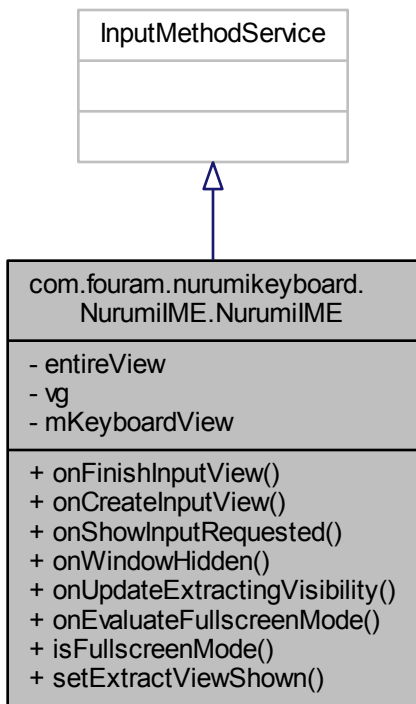 InputMethodService
com.fouram.nurumikeyboard.
NurumiIME.NurumiIME
- entireView
- vg
- mKeyboardView
+ onFinishInputView()
+ onCreateInputView()
+ onShowInputRequested()
+ onWindowHidden()
+ onUpdateExtractingVisibility()
+ onEvaluateFullscreenMode()
+ isFullscreenMode()
+ setExtractViewShown()